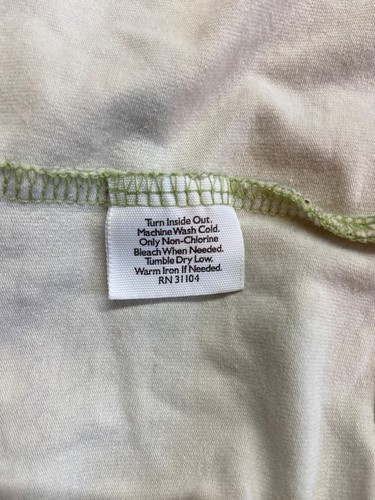 Turn Inside Out.
Machine Wash Cold.
Only Non-Chlorine
Bleach When Needed.
Tumble Dry Low.
Warm Iron If Needed.
RN 31104